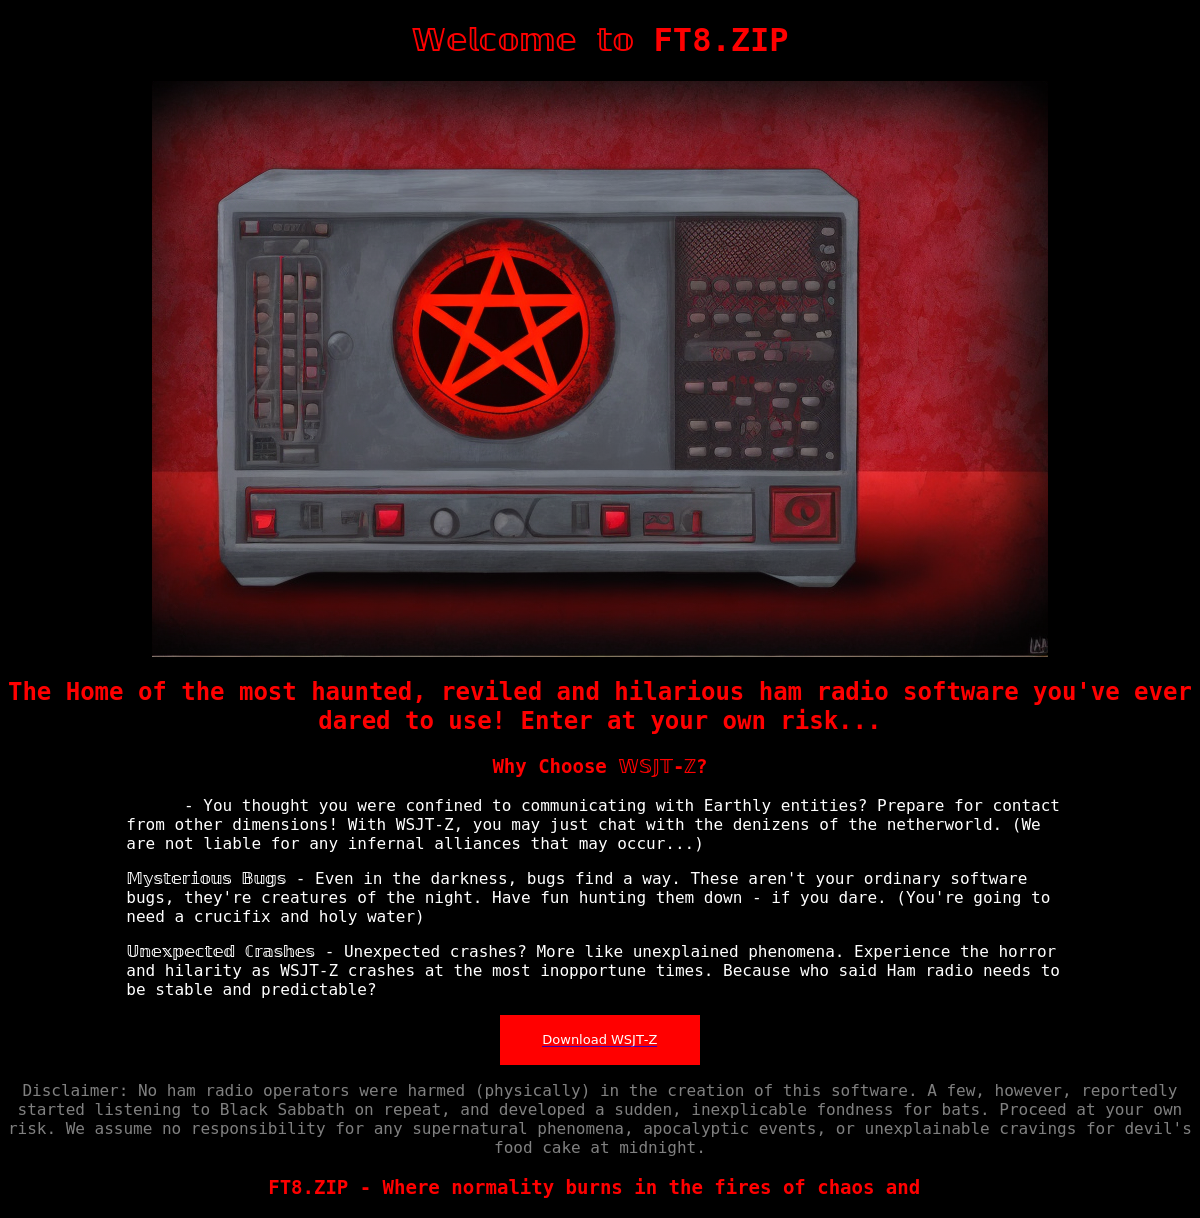 𝕎𝕖𝕝𝕔𝕠𝕞𝕖 𝕥𝕠 FT8.ZIP
The Home of the most haunted, reviled and hilarious ham radio software you've ever
dared to use! Enter at your own risk...
Why Choose 𝕎𝕊𝕁𝕋-ℤ?
- You thought you were confined to communicating with Earthly entities? Prepare for contact
from other dimensions! With WSJT-Z, you may just chat with the denizens of the netherworld. (We
are not liable for any infernal alliances that may occur...)
𝕄𝕪𝕤𝕥𝕖𝕣𝕚𝕠𝕦𝕤 𝔹𝕦𝕘𝕤 - Even in the darkness, bugs find a way. These aren't your ordinary software
bugs, they're creatures of the night. Have fun hunting them down - if you dare. (You're going to
need a crucifix and holy water)
𝕌𝕟𝕖𝕩𝕡𝕖𝕔𝕥𝕖𝕕 ℂ𝕣𝕒𝕤𝕙𝕖𝕤 - Unexpected crashes? More like unexplained phenomena. Experience the horror
and hilarity as WSJT-Z crashes at the most inopportune times. Because who said Ham radio needs to
be stable and predictable?
Download WSJT-Z
Disclaimer: No ham radio operators were harmed (physically) in the creation of this software. A few, however, reportedly
started listening to Black Sabbath on repeat, and developed a sudden, inexplicable fondness for bats. Proceed at your own
risk. We assume no responsibility for any supernatural phenomena, apocalyptic events, or unexplainable cravings for devil's
food cake at midnight.
FT8.ZIP - Where normality burns in the fires of chaos and